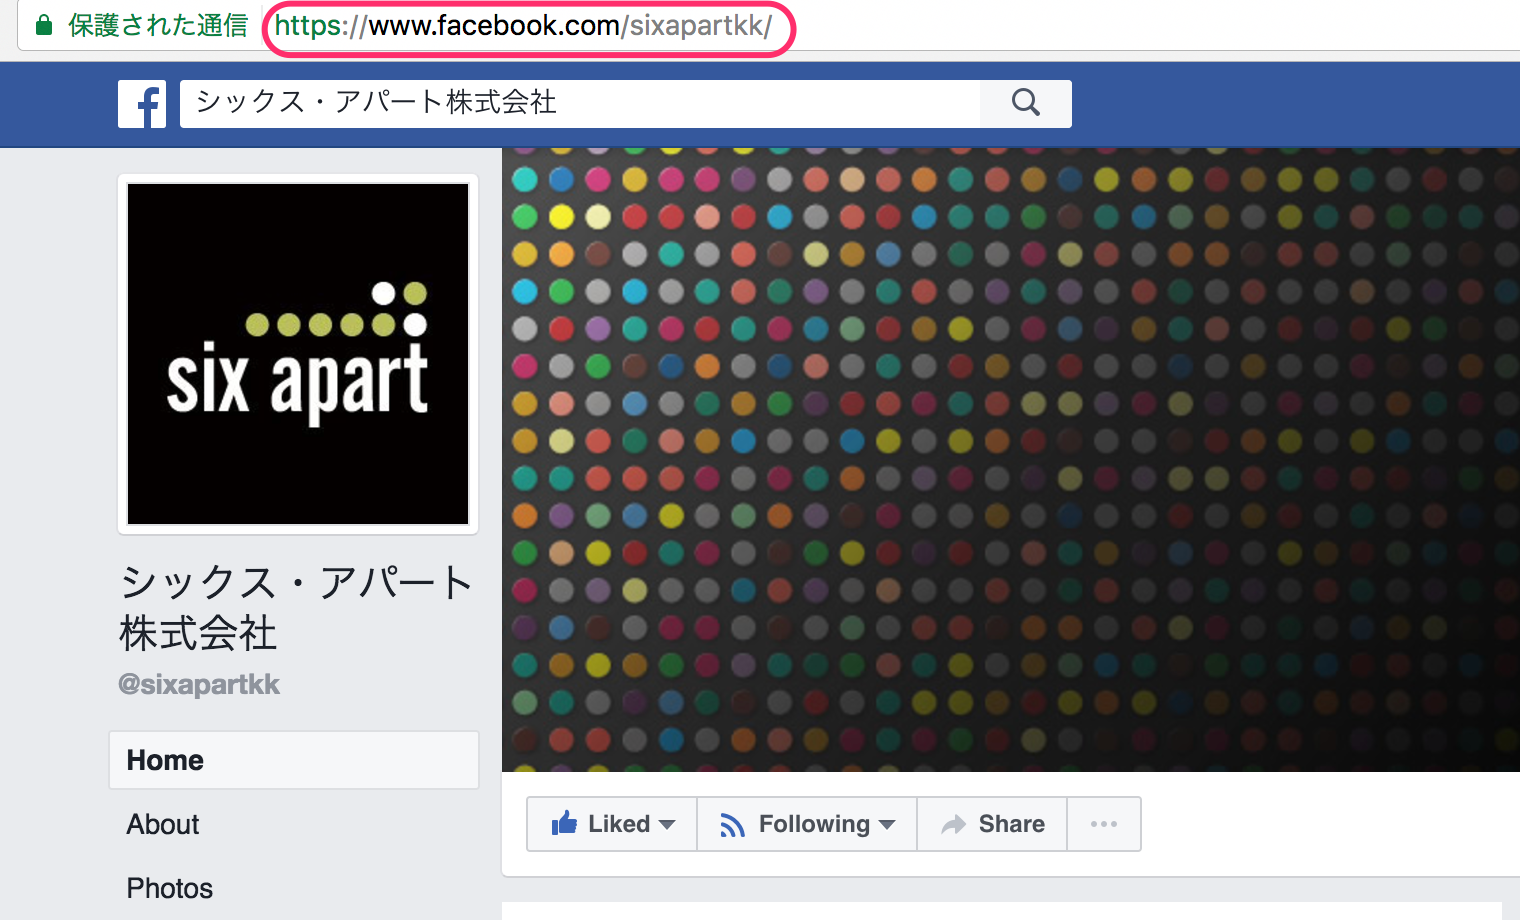 保護された通信 https://www.facebook.com/sixapartkk/
シックス・アパート株式会社
six apart
シックス・アパート
株式会社
@sixapartkk
Home
About
Photos
Liked Following Share